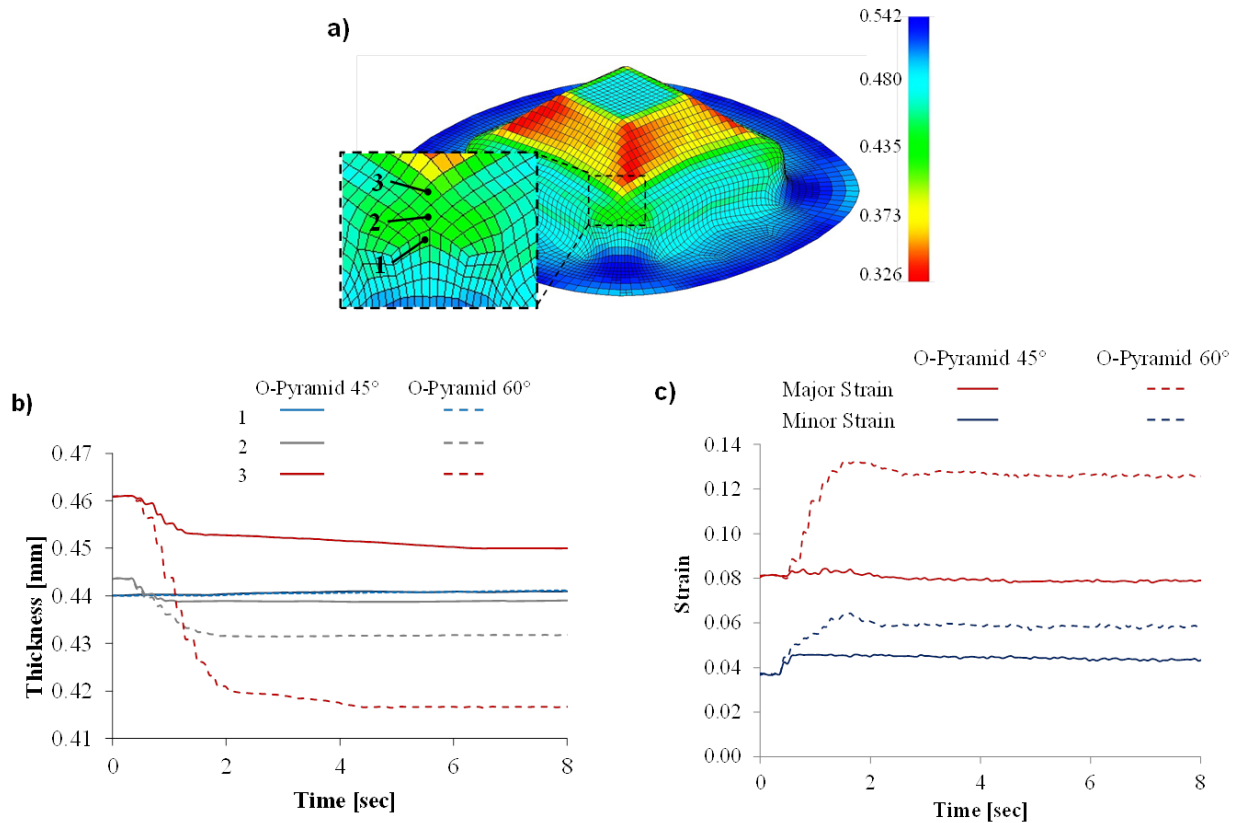 a)
0.542
0.480
0.435
0.373
0.326
3
2
1
b)
O-Pyramid 45° O-Pyramid 60°
1
2
3
0.47
0.46
0.45
0.44
0.43
0.42
0.41
Thickness [mm]
0 2 4 6 8
Time [sec]
c)
O-Pyramid 45° O-Pyramid 60°
Major Strain
Minor Strain
0.14
0.12
0.10
0.08
0.06
0.04
0.02
0.00
Strain
0 2 4 6 8
Time [sec]